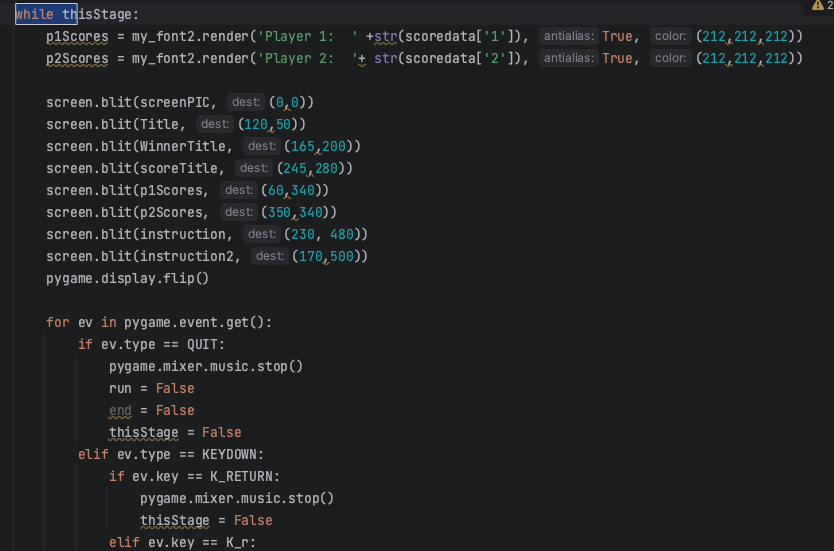 2
while thisStage:
p1Scores = my_font2.render('Player 1:  ' +str(scoredata['1']), antialias: True, color: (212,212,212))
p2Scores = my_font2.render('Player 2:  '+ str(scoredata['2']), antialias: True, color: (212,212,212))
screen.blit(screenPIC, dest: (0,0))
screen.blit(Title, dest: (120,50))
screen.blit(WinnerTitle, dest: (165,200))
screen.blit(scoreTitle, dest: (245,280))
screen.blit(p1Scores, dest: (60,340))
screen.blit(p2Scores, dest: (350,340))
screen.blit(instruction, dest: (230, 480))
screen.blit(instruction2, dest: (170,500))
pygame.display.flip()
for ev in pygame.event.get():
if ev.type == QUIT:
pygame.mixer.music.stop()
run = False
end = False
thisStage = False
elif ev.type == KEYDOWN:
if ev.key == K_RETURN:
pygame.mixer.music.stop()
thisStage = False
elif ev.key == K_r: